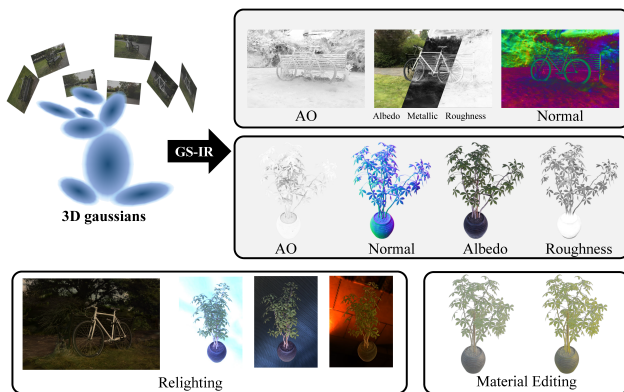 AO
Albedo Metallic Roughness
Normal
GS-IR
3D gaussians
AO
Normal
Albedo
Roughness
Relighting
Material Editing